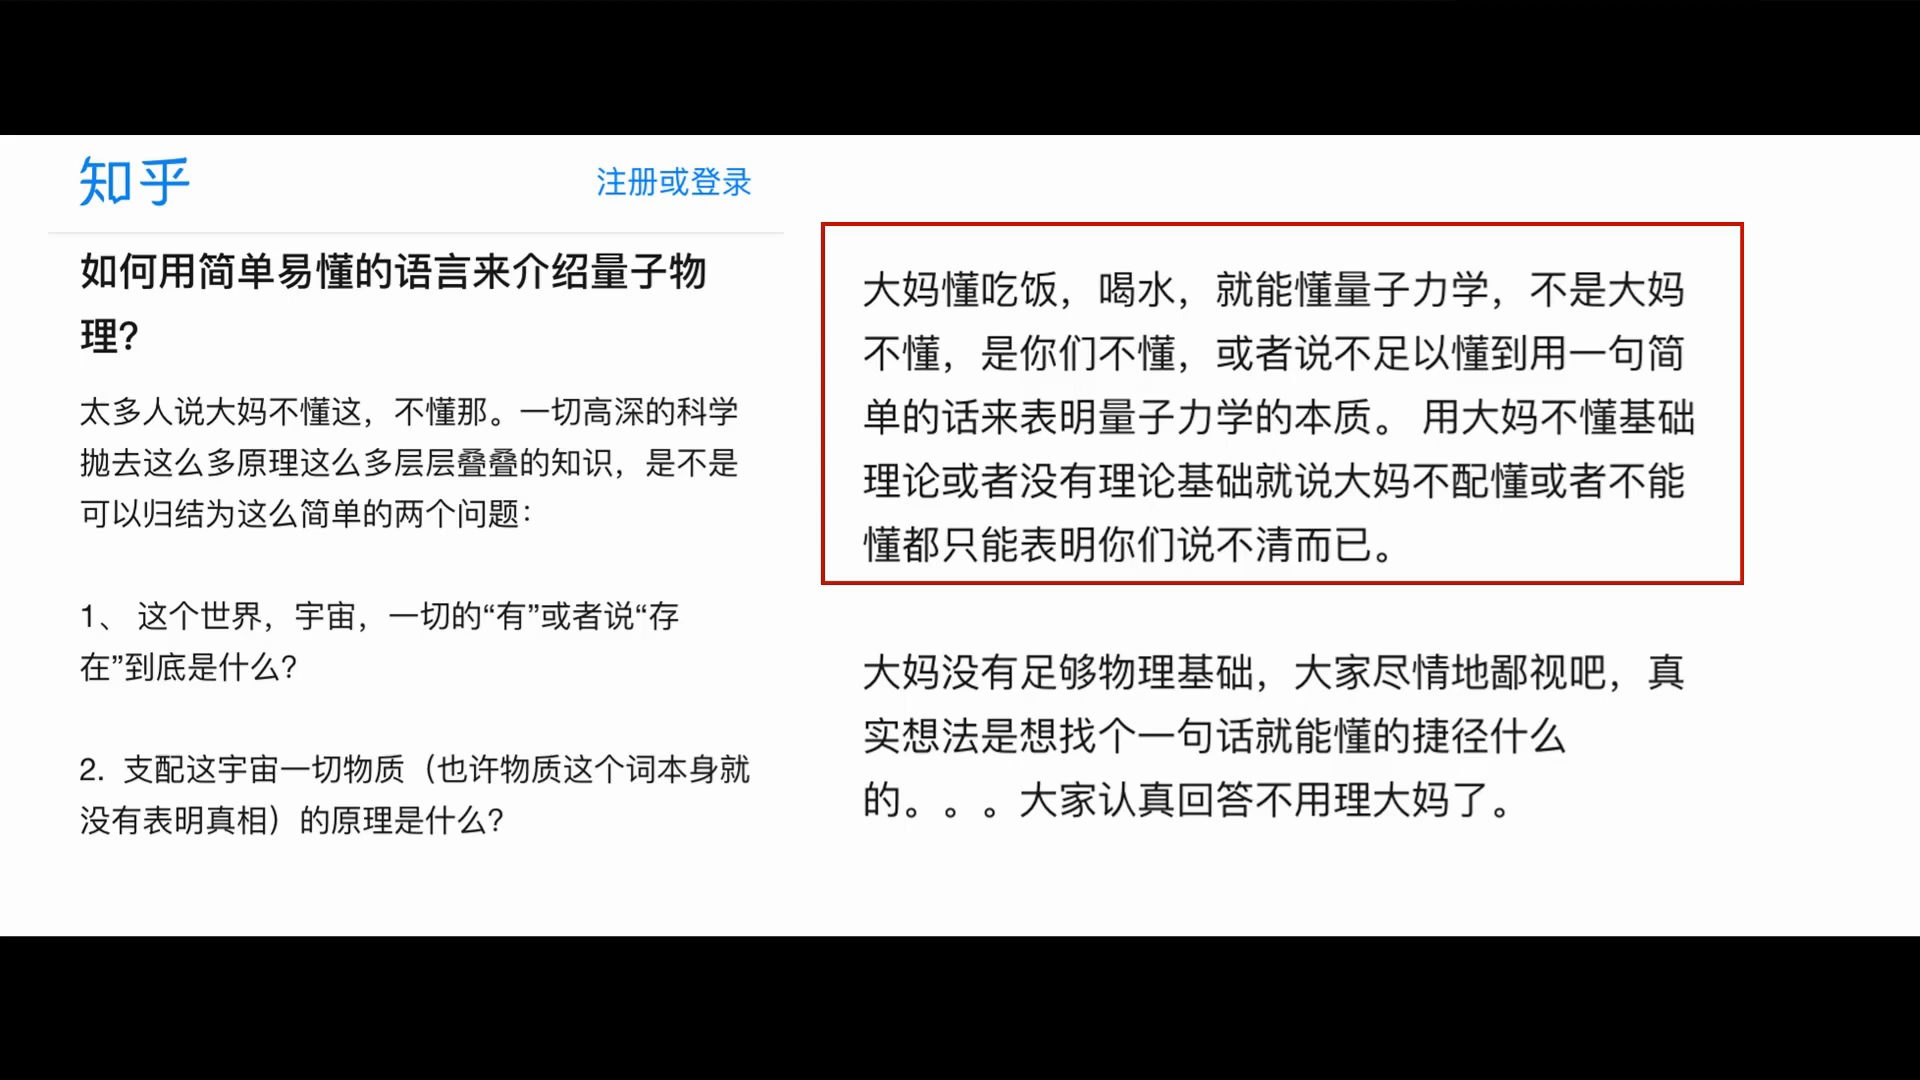 知乎
注册或登录
如何用简单易懂的语言来介绍量子物
理?
太多人说大妈不懂这，不懂那。一切高深的科学
抛去这么多原理这么多层层叠叠的知识，是不是
可以归结为这么简单的两个问题：
1、 这个世界，宇宙，一切的“有”或者说“存
在”到底是什么?
2. 支配这宇宙一切物质（也许物质这个词本身就
没有表明真相）的原理是什么?
大妈懂吃饭，喝水，就能懂量子力学，不是大妈
不懂，是你们不懂，或者说不足以懂到用一句简
单的话来表明量子力学的本质。 用大妈不懂基础
理论或者没有理论基础就说大妈不配懂或者不能
懂都只能表明你们说不清而已。
大妈没有足够物理基础，大家尽情地鄙视吧，真
实想法是想找个一句话就能懂的捷径什么
的。。。大家认真回答不用理大妈了。